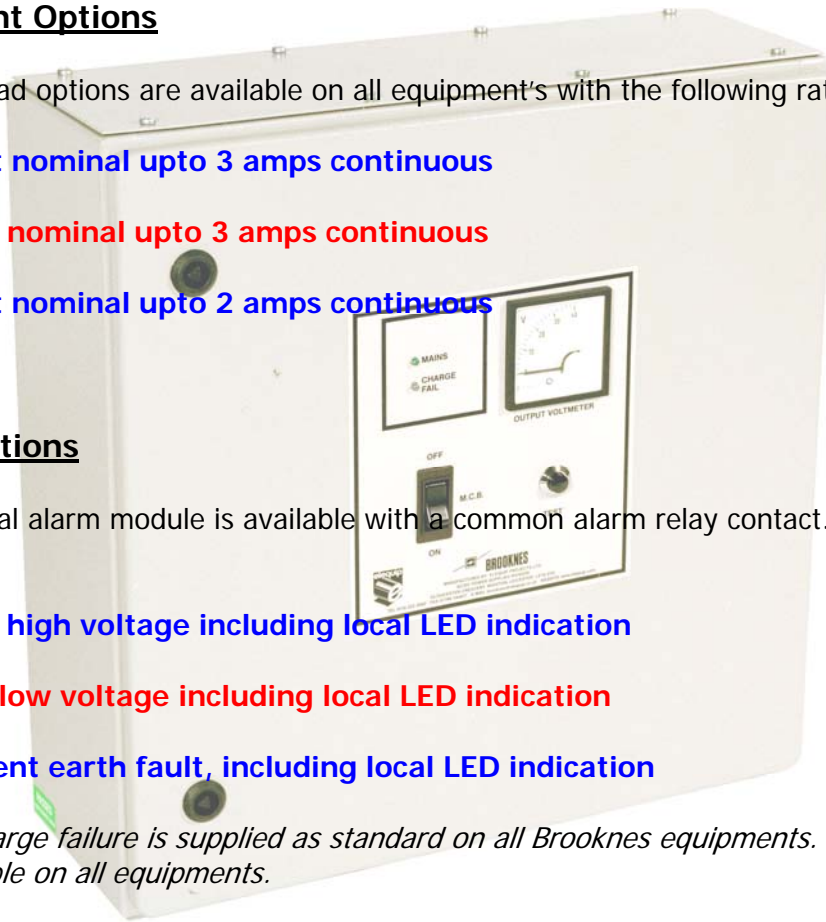 nt Options
ad options are available on all equipment's with the following rat
t nominal upto 3 amps continuous
nominal upto 3 amps continuous
t nominal upto 2 amps continuous
MAINS
CHARGE
FAIL
V
OUTPUT VOLTMETER
tions
OFF
M.C.B.
TEST
al alarm module is available with a common alarm relay contact.
ON
BROOKNES
high voltage including local LED indication
low voltage including local LED indication
ent earth fault, including local LED indication
arge failure is supplied as standard on all Brooknes equipments.
ble on all equipments.